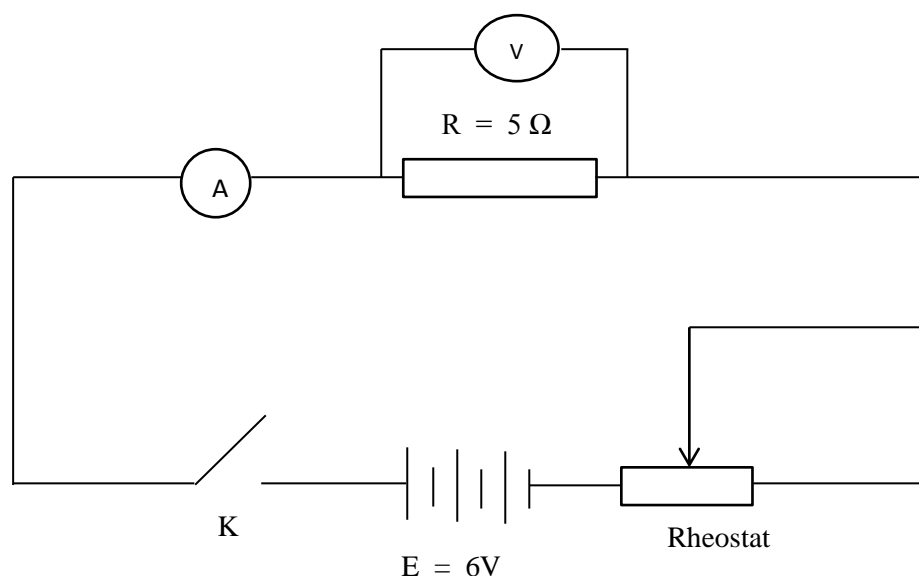 V
R = 5 Ω
A
K
Rheostat
E = 6V